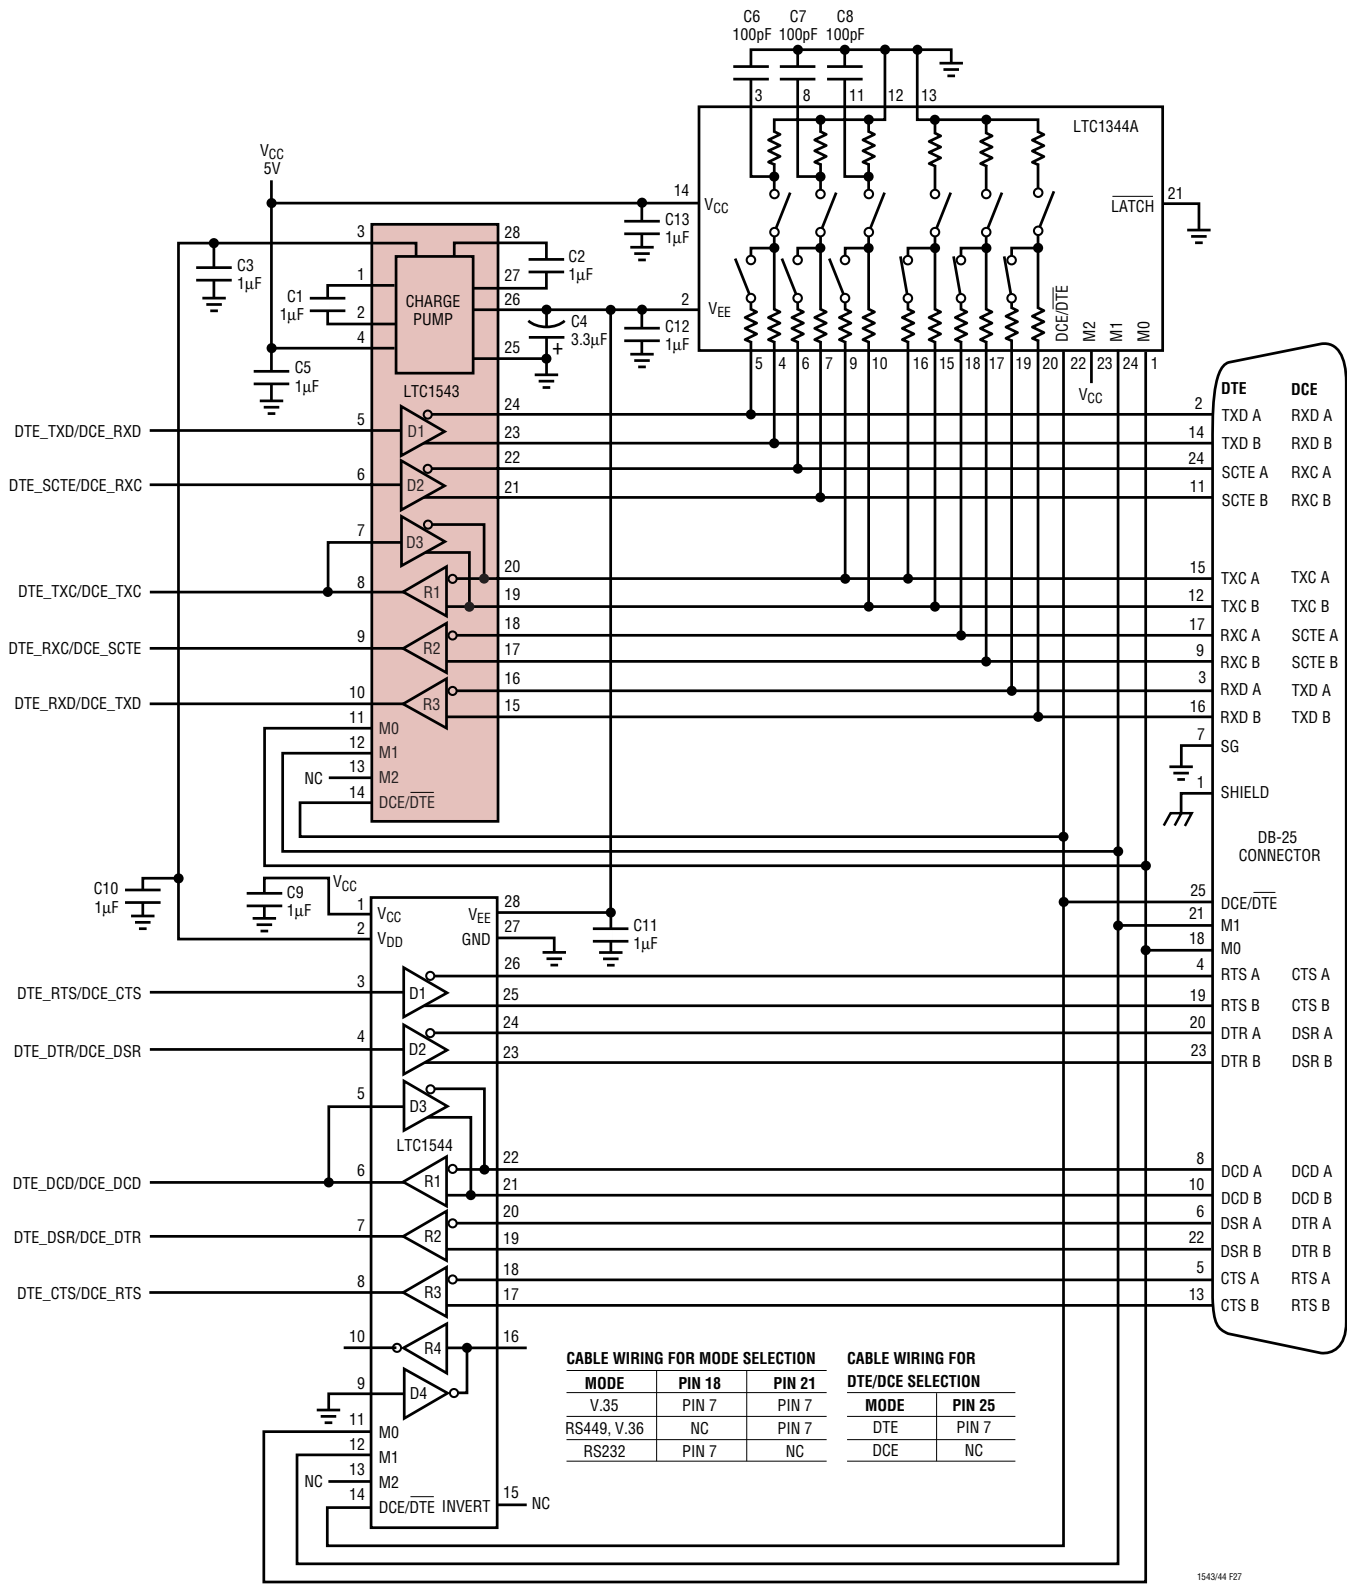 C6 C7 C8
100pF 100pF 100pF
3 8 11 12 13
LTC1344A
VCC
5V
14
VCC
C13
1µF
LATCH
21
3
28
C3
1µF
C2
1µF
1
27
C1
1µF
CHARGE
PUMP
2
26
2
VEE
C4
3.3µF
+
C12
1µF
DCE/DTE
M2
M1
M0
4
25
C5
1µF
LTC1543
5 4 6 7 9 10 16 15 18 17 19 20 22 23 24 1
VCC
DTE DCE
DTE_TXD/DCE_RXD
5
D1
24
2
TXD A RXD A
23
14
TXD B RXD B
DTE_SCTE/DCE_RXC
6
D2
22
24
SCTE A RXC A
21
11
SCTE B RXC B
7
D3
DTE_TXC/DCE_TXC
8
R1
20
15
TXC A TXC A
19
12
TXC B TXC B
DTE_RXC/DCE_SCTE
9
R2
18
17
RXC A SCTE A
17
9
RXC B SCTE B
DTE_RXD/DCE_TXD
10
R3
16
3
RXD A TXD A
15
16
RXD B TXD B
11
M0
7
SG
12
M1
NC
13
M2
1
SHIELD
14
DCE/DTE
DB-25
CONNECTOR
C10
1µF
C9
1µF
VCC
1
VCC
VEE
28
25
DCE/DTE
2
VDD
GND
27
C11
1µF
21
M1
18
M0
DTE_RTS/DCE_CTS
3
D1
26
4
RTS A CTS A
25
19
RTS B CTS B
DTE_DTR/DCE_DSR
4
D2
24
20
DTR A DSR A
23
23
DTR B DSR B
5
D3
LTC1544
DTE_DCD/DCE_DCD
6
R1
22
8
DCD A DCD A
21
10
DCD B DCD B
DTE_DSR/DCE_DTR
7
R2
20
6
DSR A DTR A
19
22
DSR B DTR B
DTE_CTS/DCE_RTS
8
R3
18
5
CTS A RTS A
17
13
CTS B RTS B
10
R4
16
9
D4
11
M0
12
M1
NC
13
M2
14
DCE/DTE INVERT
15
NC
CABLE WIRING FOR MODE SELECTION
MODE PIN 18 PIN 21
V.35 PIN 7 PIN 7
RS449, V.36 NC PIN 7
RS232 PIN 7 NC
CABLE WIRING FOR
DTE/DCE SELECTION
MODE PIN 25
DTE PIN 7
DCE NC
1543/44 F27